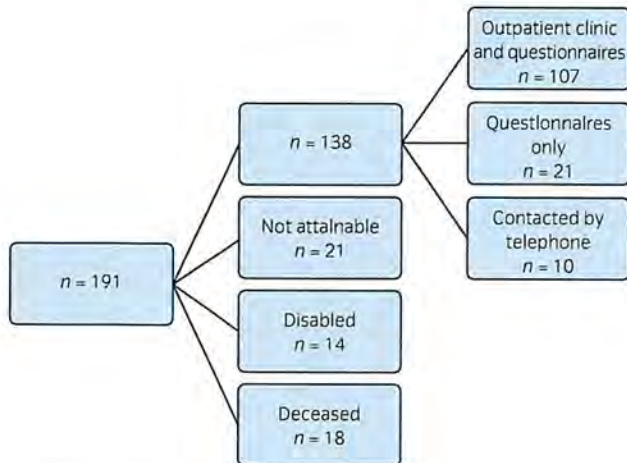 Outpatient clinic
and questionnaires
n = 107
n = 138
Questionnaires
only
n = 21
Not attainable
n = 21
Contacted by
telephone
n = 10
n = 191
Disabled
n = 14
Deceased
n = 18